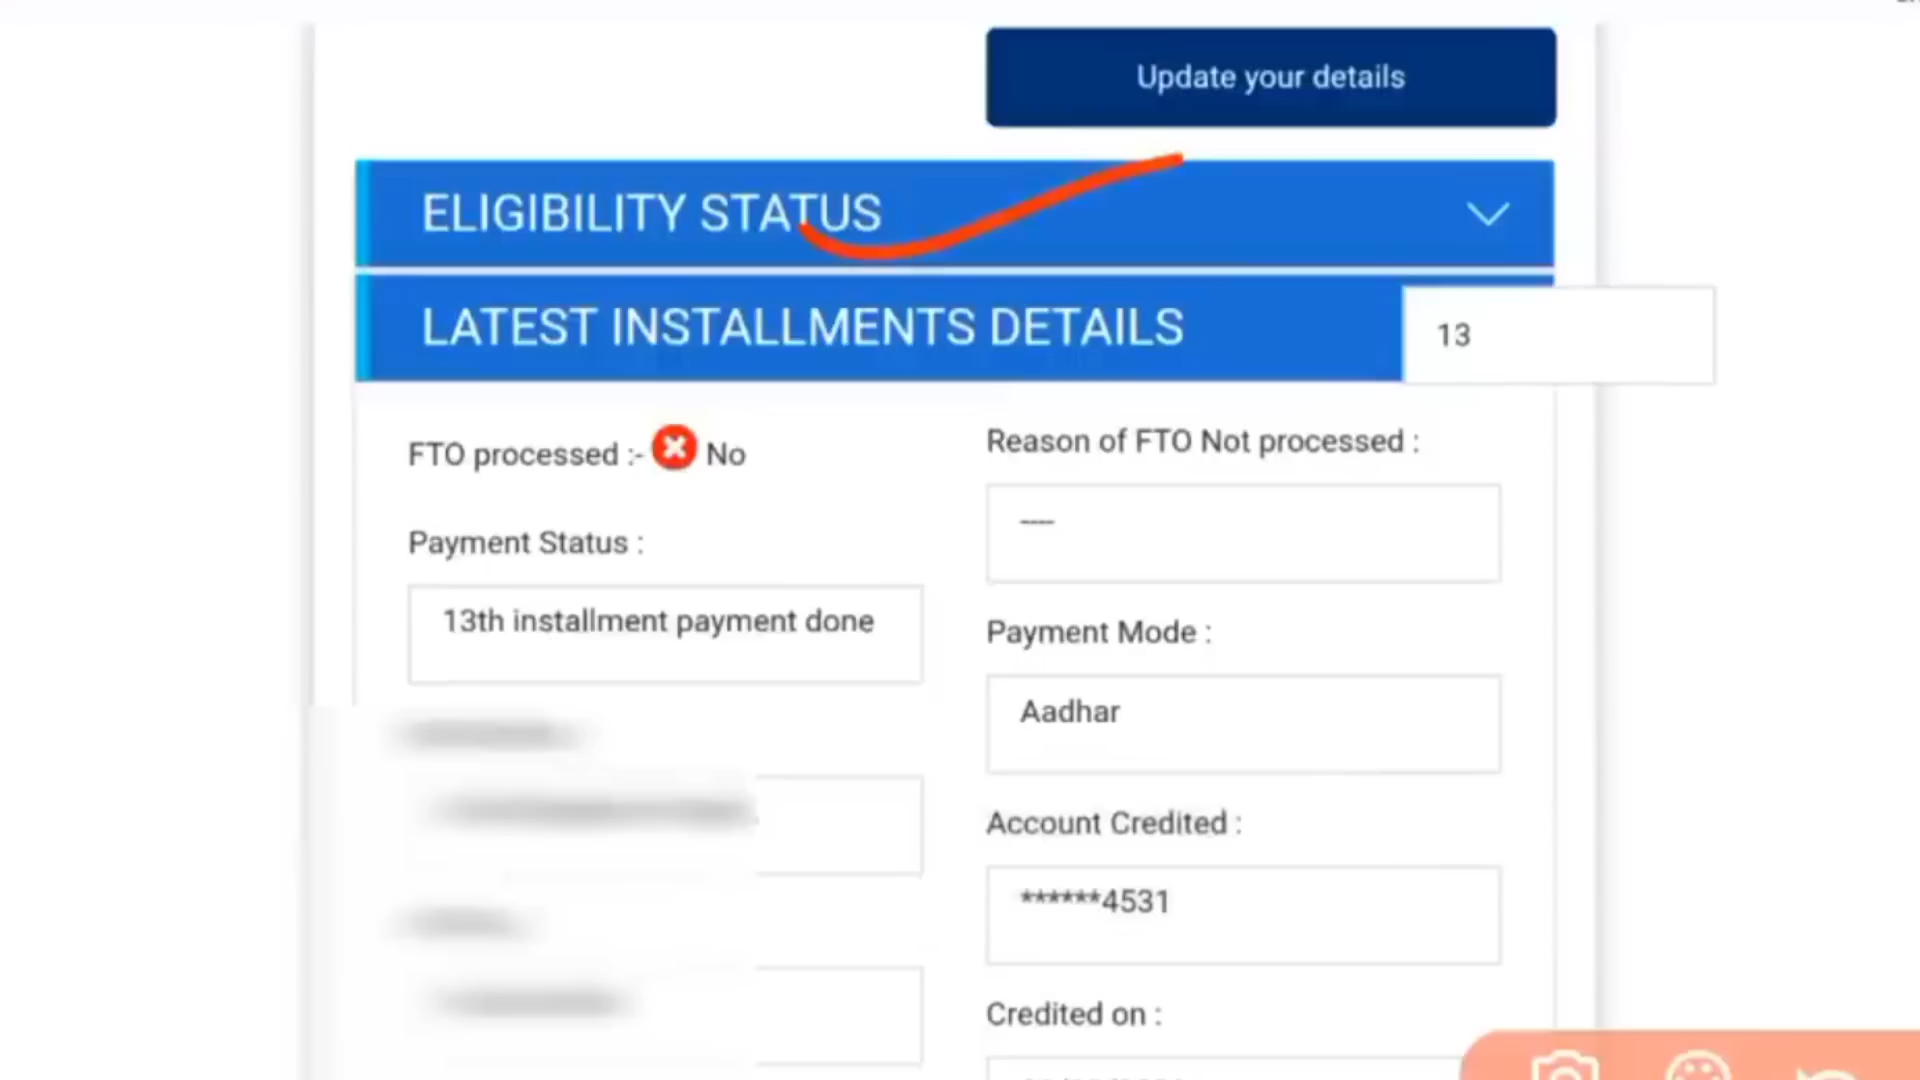 Update your details
ELIGIBILITY STATUS
LATEST INSTALLMENTS DETAILS
13
FTO processed :- No
Reason of FTO Not processed :
----
Payment Status :
13th installment payment done
Payment Mode :
Aadhar
Account Credited :
******4531
Credited on :